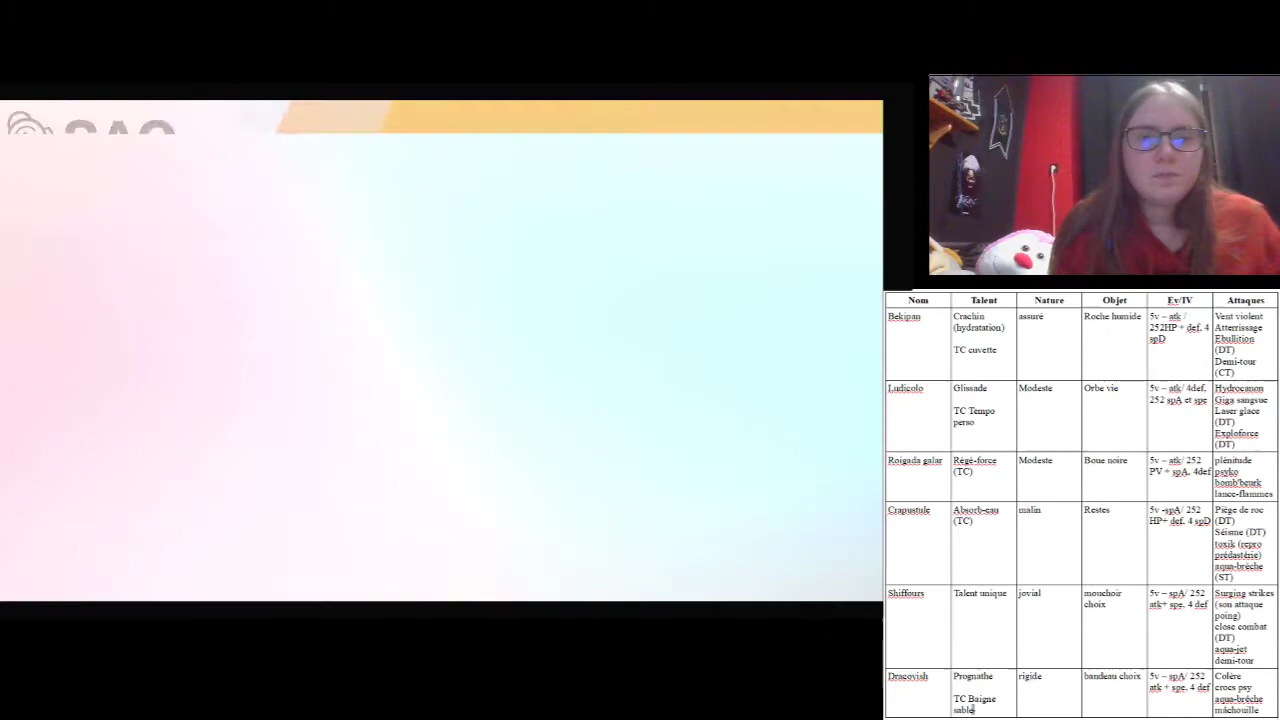 Nom Talent Nature Objet Ev/IV Attaques
Bekipan Crachin assuré Roche humide 5v – atk / Vent violent
(hydratation) 252HP + def, 4 Atterrissage
spD Ebullition
TC cuvette (DT)
Demi-tour
(CT)
Ludicolo Glissade Modeste Orbe vie 5v – atk/ 4def, Hydrocanon
252 spA et spe Giga sangsue
TC Tempo Laser glace
perso (DT)
Exploforce
(DT)
Roigada galar Régé-force Modeste Boue noire 5v – atk/ 252 plénitude
(TC) PV + spA, 4def psyko
bomb'beurk
lance-flammes
Crapustule Absorb-eau malin Restes 5v -spA/ 252 Piège de roc
(TC) HP+ def, 4 spD (DT)
Séisme (DT)
toxik (repro
prédastérie)
aqua-brèche
(ST)
Shiffours Talent unique jovial mouchoir 5v – spA/ 252 Surging strikes
choix atk+ spe, 4 def (son attaque
poing)
close combat
(DT)
aqua-jet
demi-tour
Dracovish Prognathe rigide bandeau choix 5v – spA/ 252 Colère
atk + spe, 4 def crocs psy
TC Baigne aqua-brèche
sable mâchouille